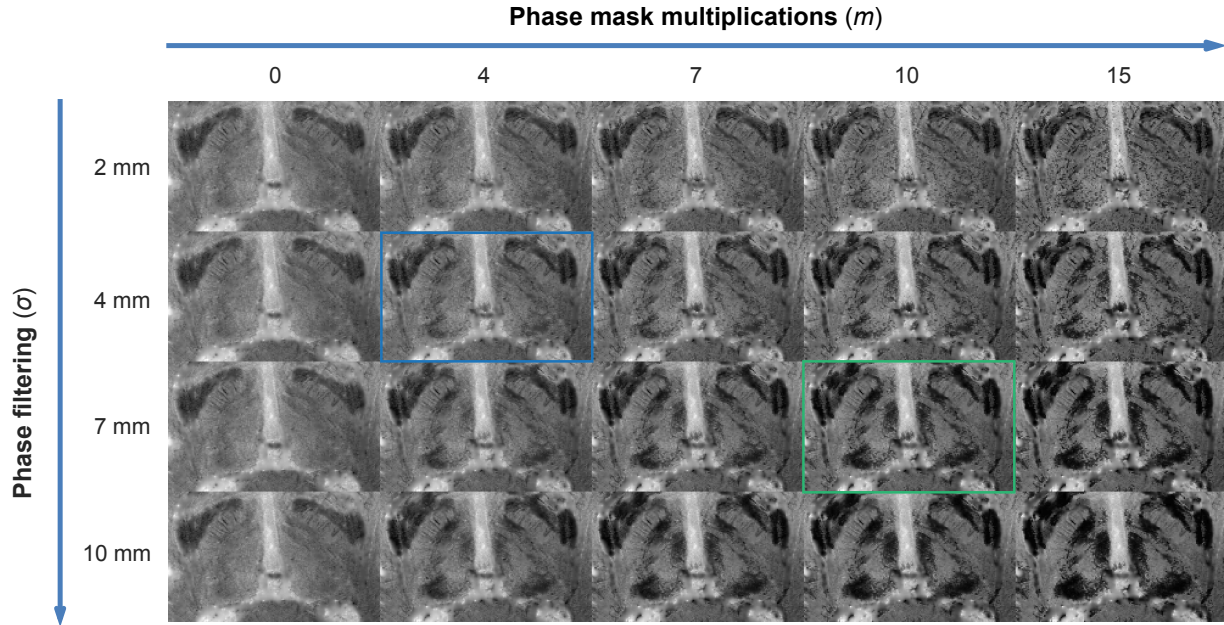 Phase mask multiplications (m)
0 4 7 10 15
Phase filtering (σ)
2 mm
4 mm
7 mm
10 mm